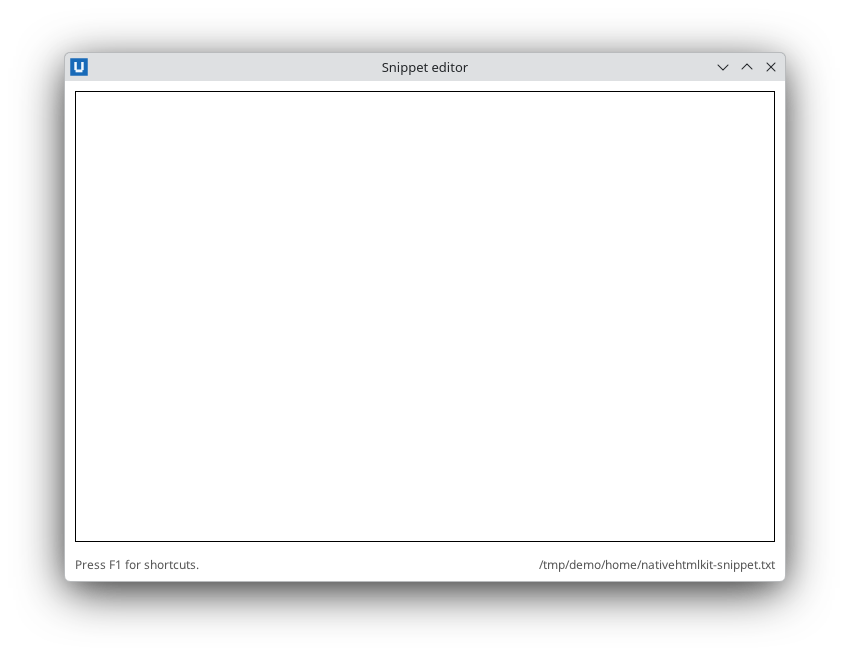 Snippet editor
Press F1 for shortcuts.
/tmp/demo/home/nativehtmlkit-snippet.txt